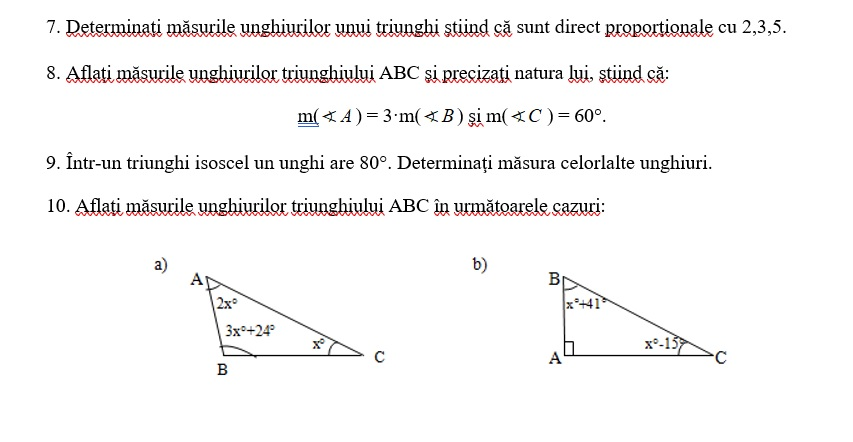 7. Determinați măsurile unghiurilor unui triunghi știind că sunt direct proporționale cu 2,3,5.
8. Aflați măsurile unghiurilor triunghiului ABC și precizați natura lui, știind că:
m(∢A) = 3·m(∢B) și m(∢C) = 60°.
9. Într-un triunghi isoscel un unghi are 80°. Determinaţi măsura celorlalte unghiuri.
10. Aflați măsurile unghiurilor triunghiului ABC în următoarele cazuri:
a)
A
2x°
3x°+24°
x°
B
C
b)
B
x°+41°
x°-15°
A
C